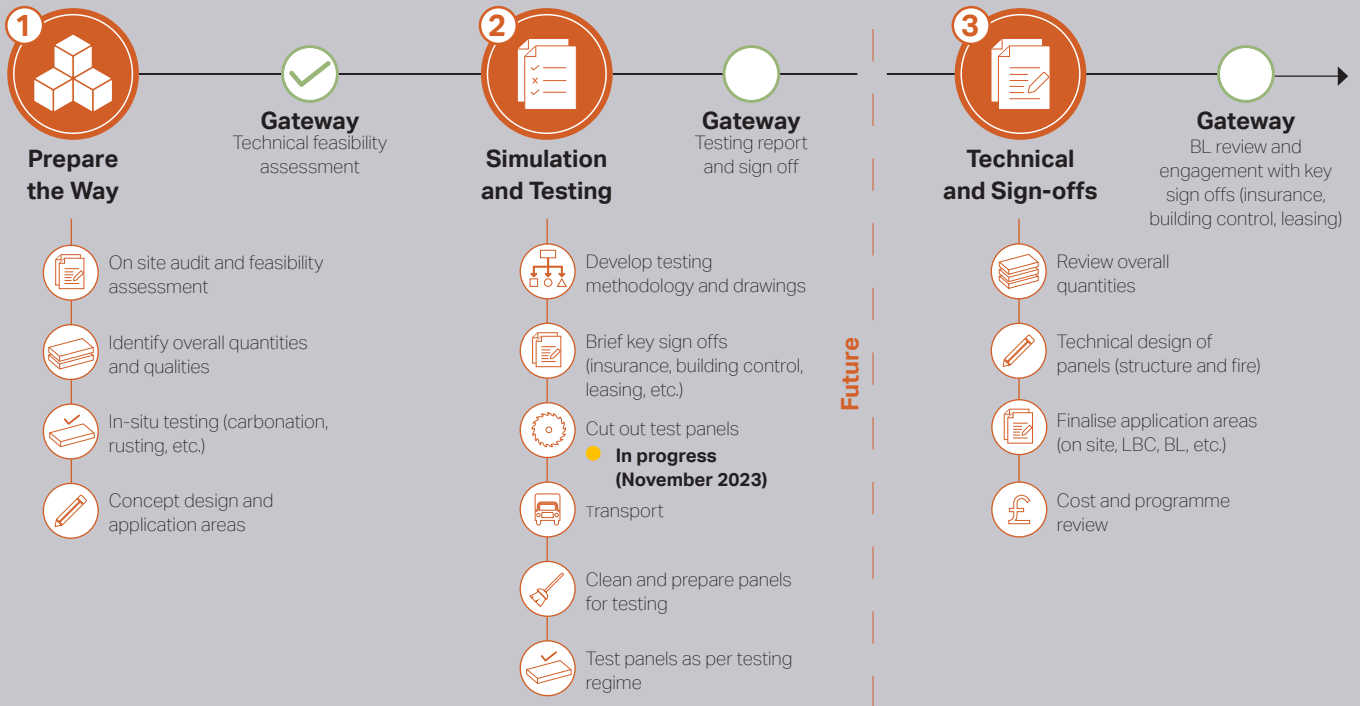 1
Prepare
the Way
Gateway
Technical feasibility
assessment
On site audit and feasibility
assessment
Identify overall quantities
and qualities
In-situ testing (carbonation,
rusting, etc.)
Concept design and
application areas
2
Simulation
and Testing
Gateway
Testing report
and sign off
Develop testing
methodology and drawings
Brief key sign offs
(insurance, building control,
leasing, etc.)
Cut out test panels
In progress
(November 2023)
Transport
Clean and prepare panels
for testing
Test panels as per testing
regime
Future
3
Technical
and Sign-offs
Gateway
BL review and
engagement with key
sign offs (insurance,
building control, leasing)
Review overall
quantities
Technical design of
panels (structure and fire)
Finalise application areas
(on site, LBC, BL, etc.)
£
Cost and programme
review